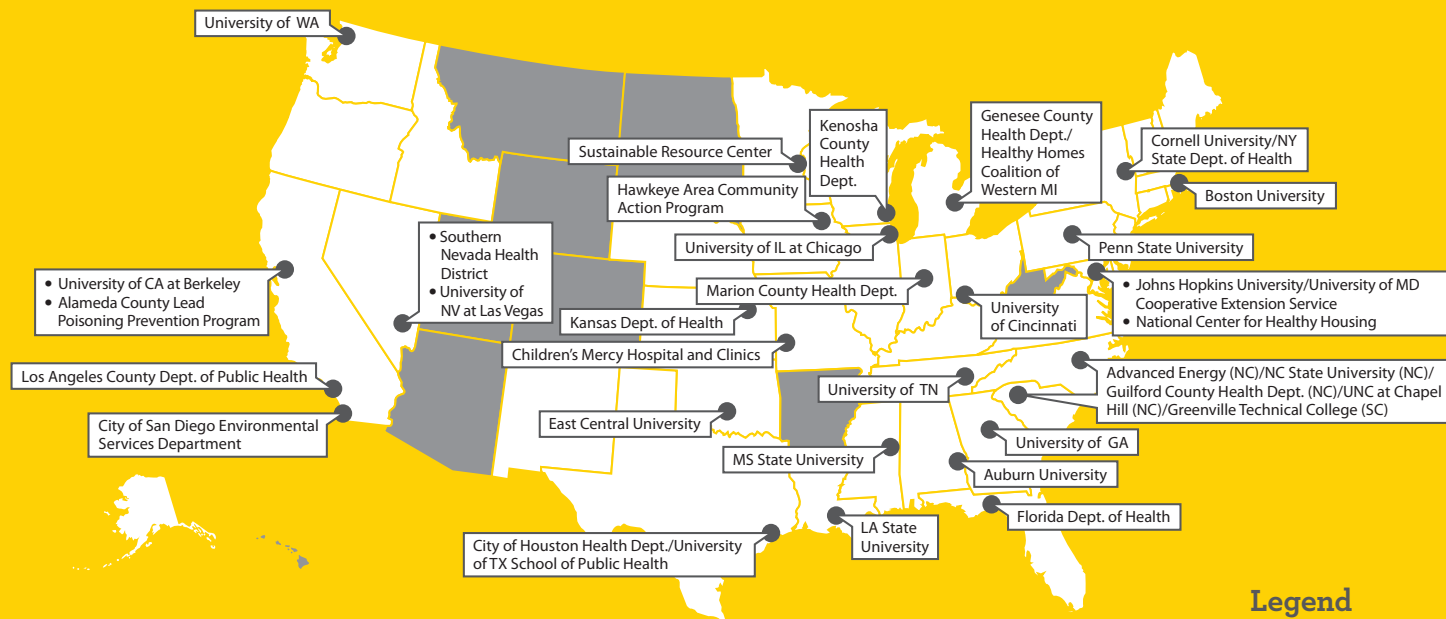 University of WA
Sustainable Resource Center
Kenosha
County
Health
Dept.
Genesee County
Health Dept./
Healthy Homes
Coalition of
Western MI
Cornell University/NY
State Dept. of Health
Boston University
Hawkeye Area Community
Action Program
University of IL at Chicago
Penn State University
• Southern
Nevada Health
District
• University of
NV at Las Vegas
• University of CA at Berkeley
• Alameda County Lead
Poisoning Prevention Program
Marion County Health Dept.
University
of Cincinnati
• Johns Hopkins University/University of MD
Cooperative Extension Service
• National Center for Healthy Housing
Kansas Dept. of Health
Children's Mercy Hospital and Clinics
Los Angeles County Dept. of Public Health
University of TN
Advanced Energy (NC)/NC State University (NC)/
Guilford County Health Dept. (NC)/UNC at Chapel
Hill (NC)/Greenville Technical College (SC)
City of San Diego Environmental
Services Department
East Central University
University of GA
MS State University
Auburn University
Florida Dept. of Health
LA State
University
City of Houston Health Dept./University
of TX School of Public Health
Legend